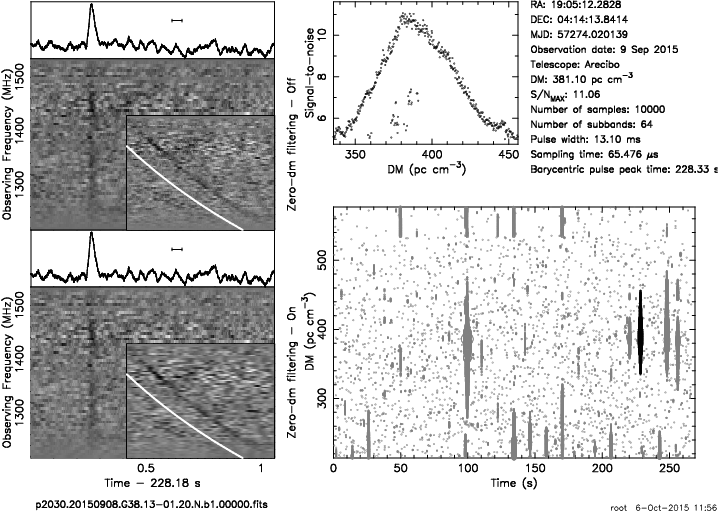 RA: 19:05:12.2828
DEC: 04:14:13.8414
MJD: 57274.020139
Observation date: 9 Sep 2015
Telescope: Arecibo
DM: 381.10 pc cm⁻³
S/N_MAX: 11.06
Number of samples: 10000
Number of subbands: 64
Pulse width: 13.10 ms
Sampling time: 65.476 μs
Barycentric pulse peak time: 228.33 s
Observing Frequency (MHz)
1500
1400
1300
Zero-dm filtering - Off
Observing Frequency (MHz)
1500
1400
1300
Zero-dm filtering - On
0.5
1
Time - 228.18 s
p2030.20150908.G38.13-01.20.N.b1.00000.fits
Signal-to-noise
10
8
6
350
400
450
DM (pc cm⁻³)
DM (pc cm⁻³)
500
400
300
0
50
100
150
200
250
Time (s)
root 6-Oct-2015 11:56